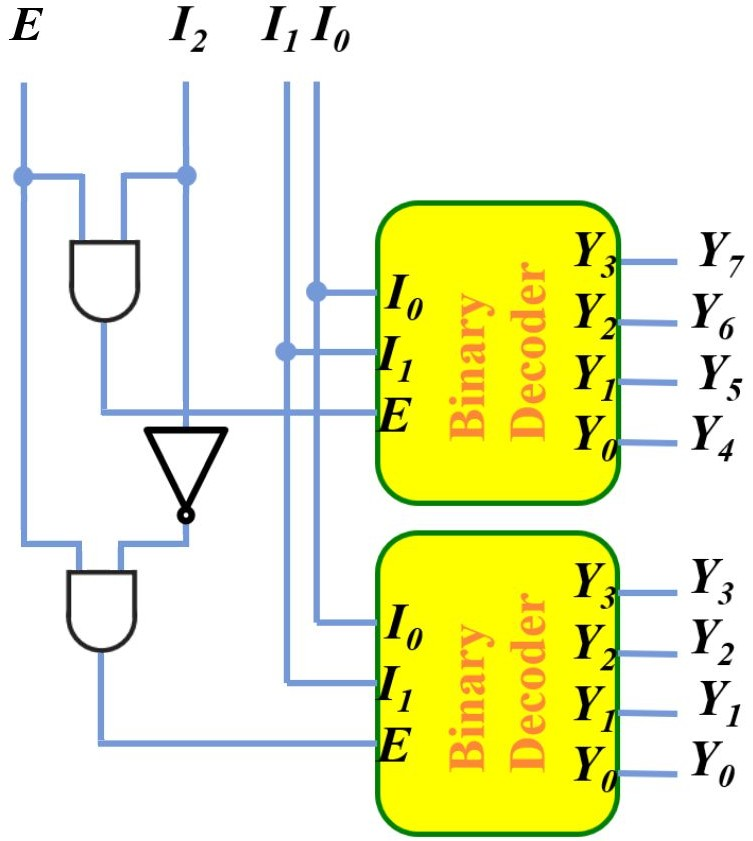 E I₂ I₁ I₀
I₀
I₁
E
Binary
Decoder
Y₃ Y₇
Y₂ Y₆
Y₁ Y₅
Y₀ Y₄
I₀
I₁
E
Binary
Decoder
Y₃ Y₃
Y₂ Y₂
Y₁ Y₁
Y₀ Y₀